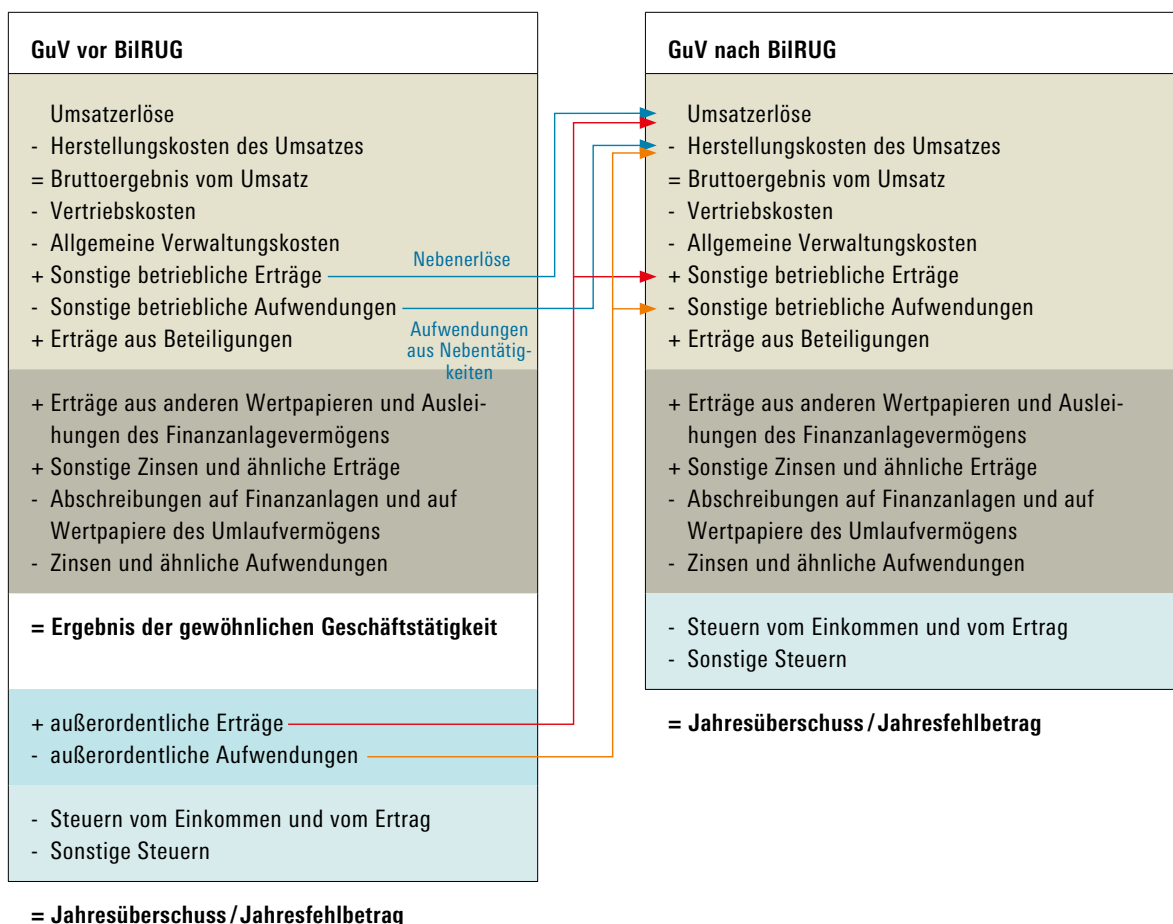 GuV vor BilRUG
Umsatzerlöse
- Herstellungskosten des Umsatzes
= Bruttoergebnis vom Umsatz
- Vertriebskosten
- Allgemeine Verwaltungskosten
+ Sonstige betriebliche Erträge
- Sonstige betriebliche Aufwendungen
+ Erträge aus Beteiligungen
Nebenerlöse
Aufwendungen
aus Nebentätig-
keiten
+ Erträge aus anderen Wertpapieren und Auslei-
hungen des Finanzanlagevermögens
+ Sonstige Zinsen und ähnliche Erträge
- Abschreibungen auf Finanzanlagen und auf
Wertpapiere des Umlaufvermögens
- Zinsen und ähnliche Aufwendungen
= Ergebnis der gewöhnlichen Geschäftstätigkeit
+ außerordentliche Erträge
- außerordentliche Aufwendungen
- Steuern vom Einkommen und vom Ertrag
- Sonstige Steuern
= Jahresüberschuss / Jahresfehlbetrag
GuV nach BilRUG
Umsatzerlöse
- Herstellungskosten des Umsatzes
= Bruttoergebnis vom Umsatz
- Vertriebskosten
- Allgemeine Verwaltungskosten
+ Sonstige betriebliche Erträge
- Sonstige betriebliche Aufwendungen
+ Erträge aus Beteiligungen
+ Erträge aus anderen Wertpapieren und Auslei-
hungen des Finanzanlagevermögens
+ Sonstige Zinsen und ähnliche Erträge
- Abschreibungen auf Finanzanlagen und auf
Wertpapiere des Umlaufvermögens
- Zinsen und ähnliche Aufwendungen
- Steuern vom Einkommen und vom Ertrag
- Sonstige Steuern
= Jahresüberschuss / Jahresfehlbetrag